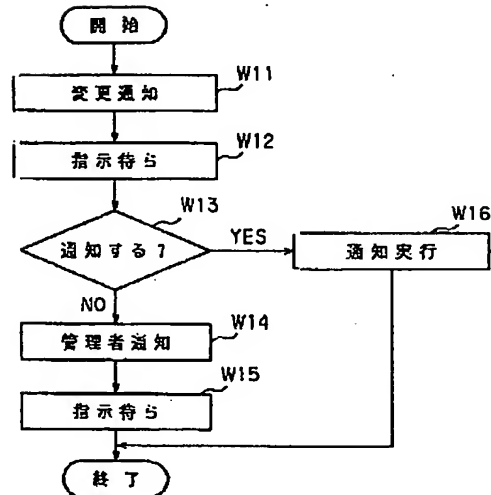 開始
W11
変更通知
W12
指示待ち
W13
通知する？
YES
W16
通知実行
NO
W14
管理者通知
W15
指示待ち
終了